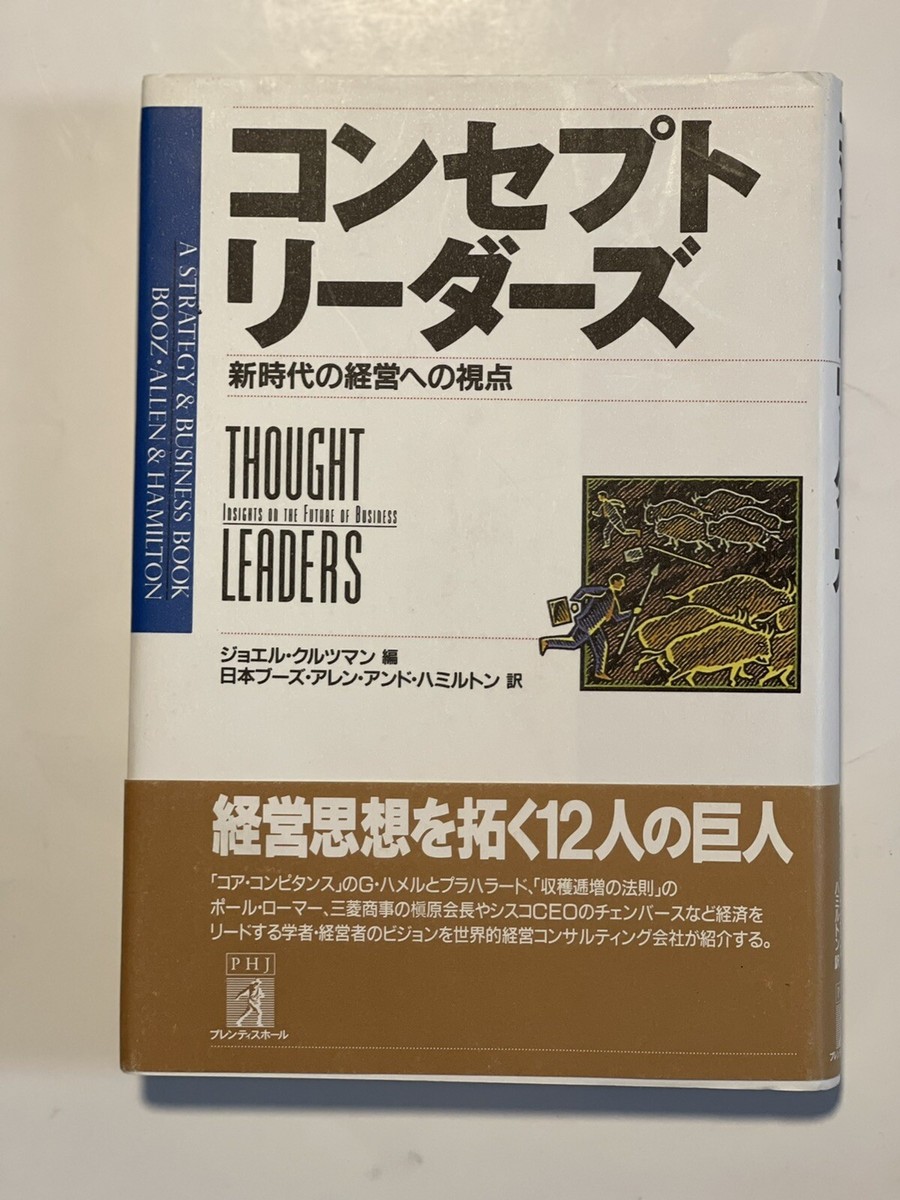 コンセプト
リーダーズ
新時代の経営への視点
A STRATEGY & BUSINESS BOOK
BOOZ・ALLEN & HAMILTON
THOUGHT
INSIGHTS ON THE FUTURE OF BUSINESS
LEADERS
ジョエル・クルツマン 編
日本ブーズ・アレン・アンド・ハミルトン 訳
経営思想を拓く12人の巨人
「コア・コンピタンス」のG・ハメルとプラハラード、「収穫逓増の法則」の
ポール・ローマー、三菱商事の槇原会長やシスコCEOのチェンバースなど経済を
リードする学者・経営者のビジョンを世界的経営コンサルティング会社が紹介する。
PHJ
プレンティスホール